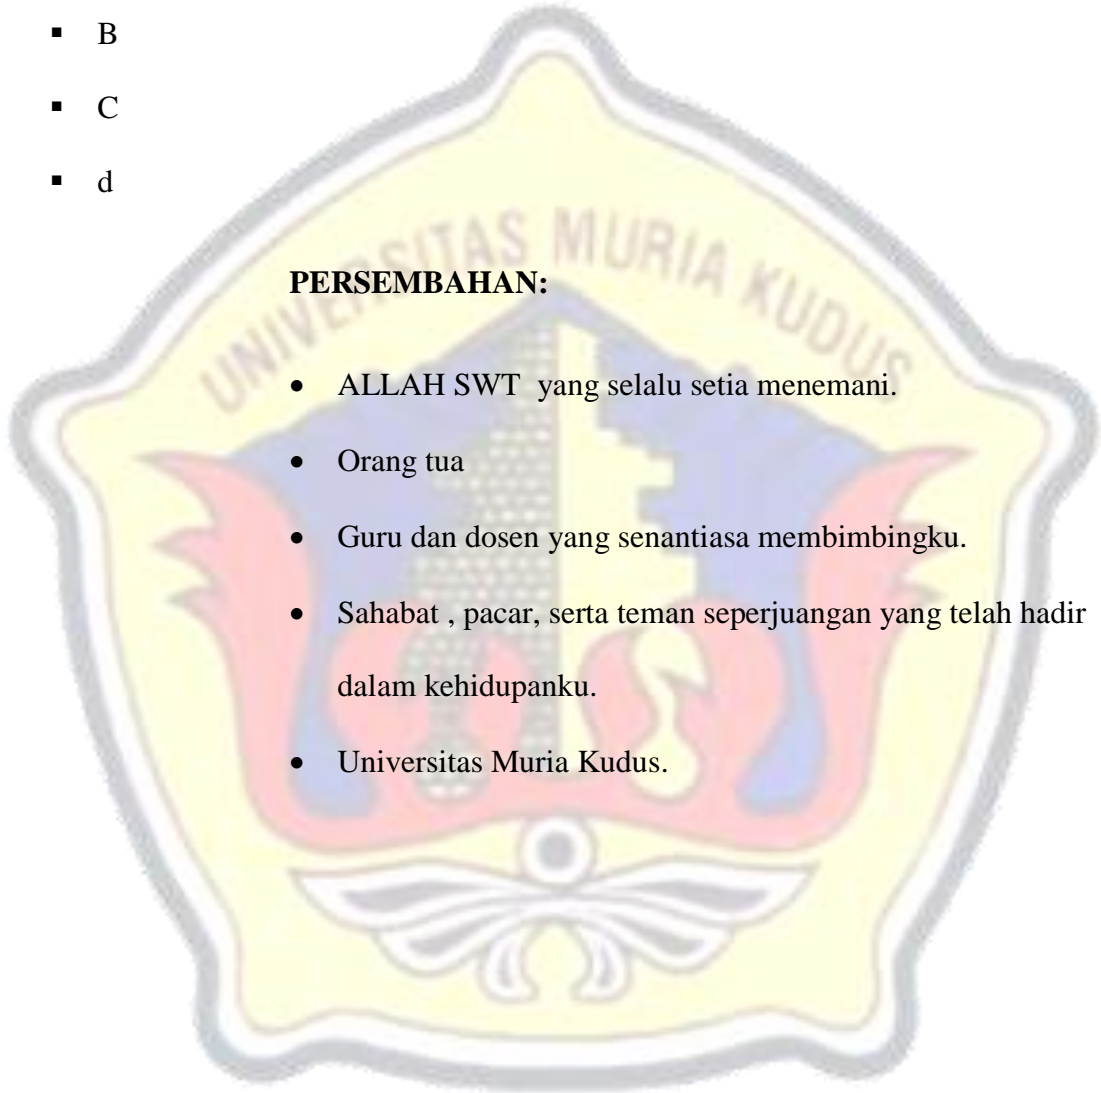 ▪ B
▪ C
▪ d
UNIVERSITAS MURIA KUDUS
PERSEMBAHAN:
• ALLAH SWT yang selalu setia menemani.
• Orang tua
• Guru dan dosen yang senantiasa membimbingku.
• Sahabat , pacar, serta teman seperjuangan yang telah hadir
dalam kehidupanku.
• Universitas Muria Kudus.